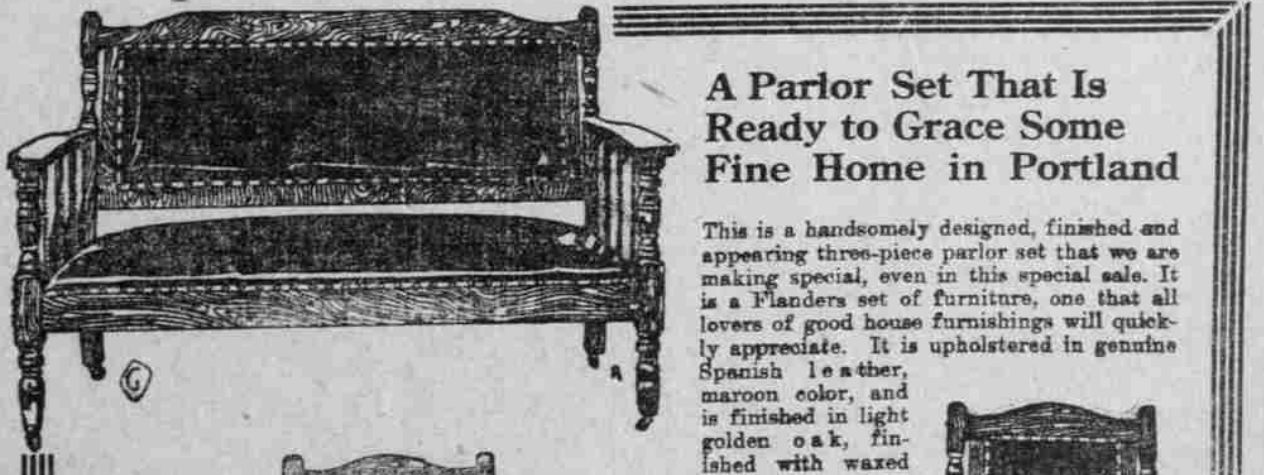 A Parlor Set That Is
Ready to Grace Some
Fine Home in Portland
This is a handsomely designed, finished and
appearing three-piece parlor set that we are
making special, even in this special sale. It
is a Flanders set of furniture, one that all
lovers of good house furnishings will quick-
ly appreciate. It is upholstered in genuine
Spanish leather,
maroon color, and
is finished in light
golden oak, fin-
ished with waxed
G